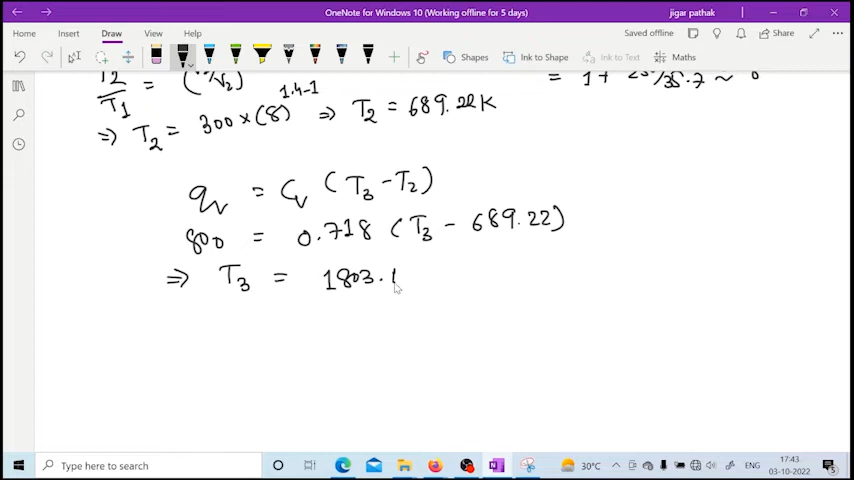 OneNote for Windows 10 (Working offline for 5 days)
jigar pathak
Home Insert Draw View Help
Saved offline Share
Shapes Ink to Shape Ink to Text Maths
T2/T1 = (V1/V2)
1.4-1
⇒ T2 = 300×(8) ⇒ T2 = 689.22K
qv = Cv (T3 - T2)
800 = 0.718 (T3 - 689.22)
⇒ T3 = 1803.
Type here to search
30°C
ENG
17:43
03-10-2022